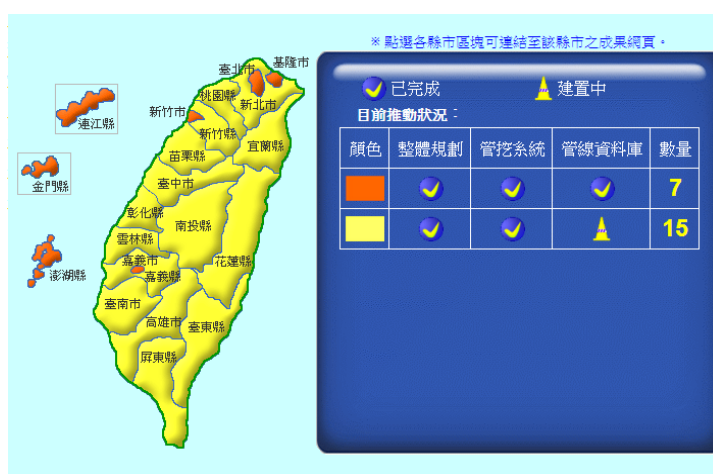 ※ 點選各縣市區塊可連結至該縣市之成果網頁。
已完成 建置中
目前推動狀況：
顏色 整體規劃 管挖系統 管線資料庫 數量
7
15
臺北市
基隆市
桃園縣
新北市
新竹市
連江縣
新竹縣
宜蘭縣
苗栗縣
臺中市
金門縣
彰化縣
南投縣
雲林縣
嘉義市
花蓮縣
嘉義縣
澎湖縣
臺南市
高雄市
臺東縣
屏東縣